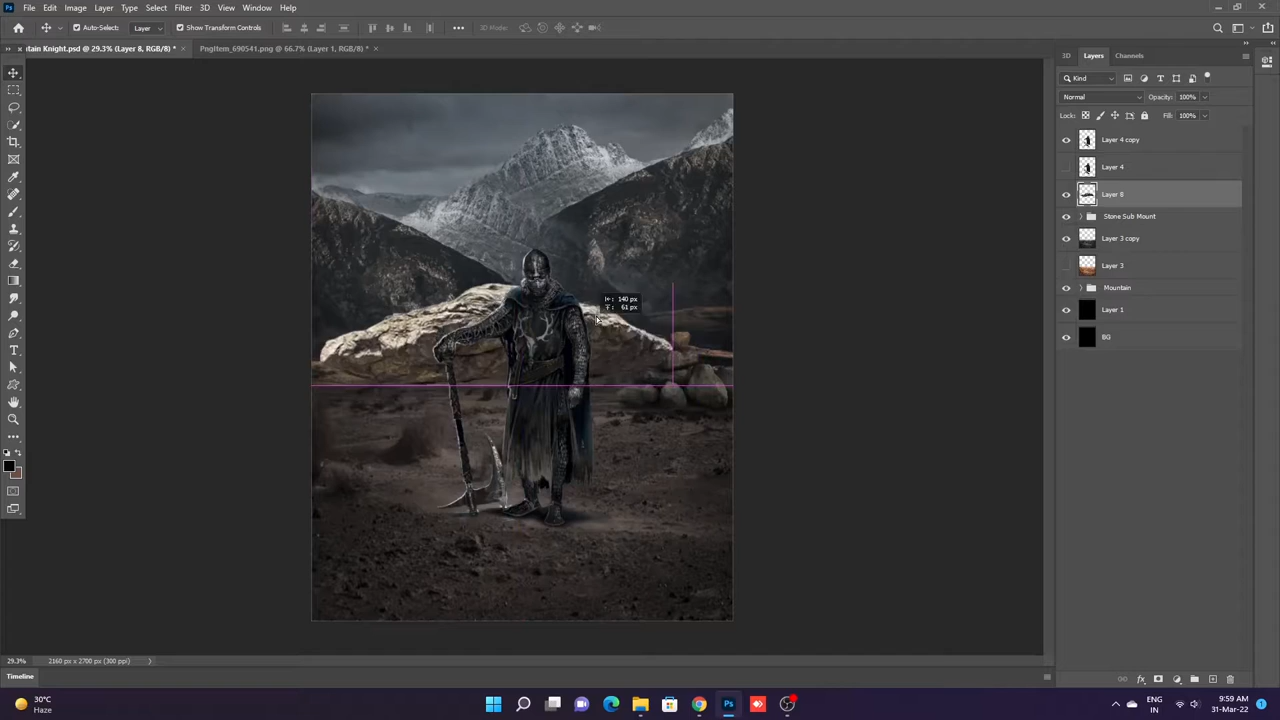 File Edit Image Layer Type Select Filter 3D View Window Help
Auto-Select: Layer Show Transform Controls 3D Mode:
tain Knight.psd @ 29.3% (Layer 8, RGB/8) * × PngItem_690541.png @ 66.7% (Layer 1, RGB/8) * ×
3D Layers Channels
Kind
Normal Opacity: 100%
Lock: Fill: 100%
Layer 4 copy
Layer 4
Layer 8
Stone Sub Mount
Layer 3 copy
Layer 3
Mountain
Layer 1
BG
140 px
61 px
29.3% 2160 px x 2700 px (300 ppi)
Timeline
30°C
Haze
ENG
IN
9:59 AM
31-Mar-22